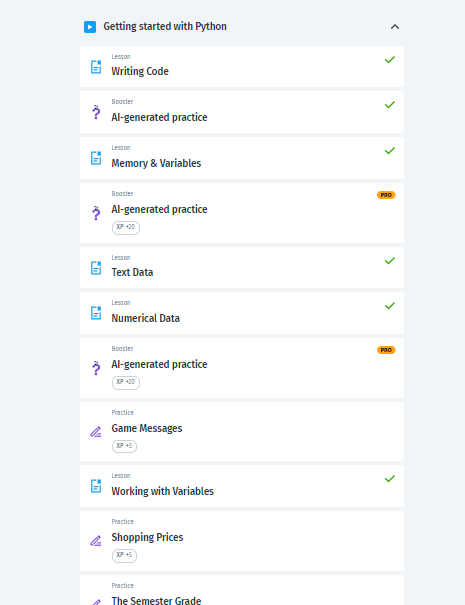 Getting started with Python
Lesson
Writing Code
Booster
AI-generated practice
Lesson
Memory & Variables
Booster
PRO
AI-generated practice
XP +20
Lesson
Text Data
Lesson
Numerical Data
Booster
PRO
AI-generated practice
XP +20
Practice
Game Messages
XP +5
Lesson
Working with Variables
Practice
Shopping Prices
XP +5
Practice
The Semester Grade